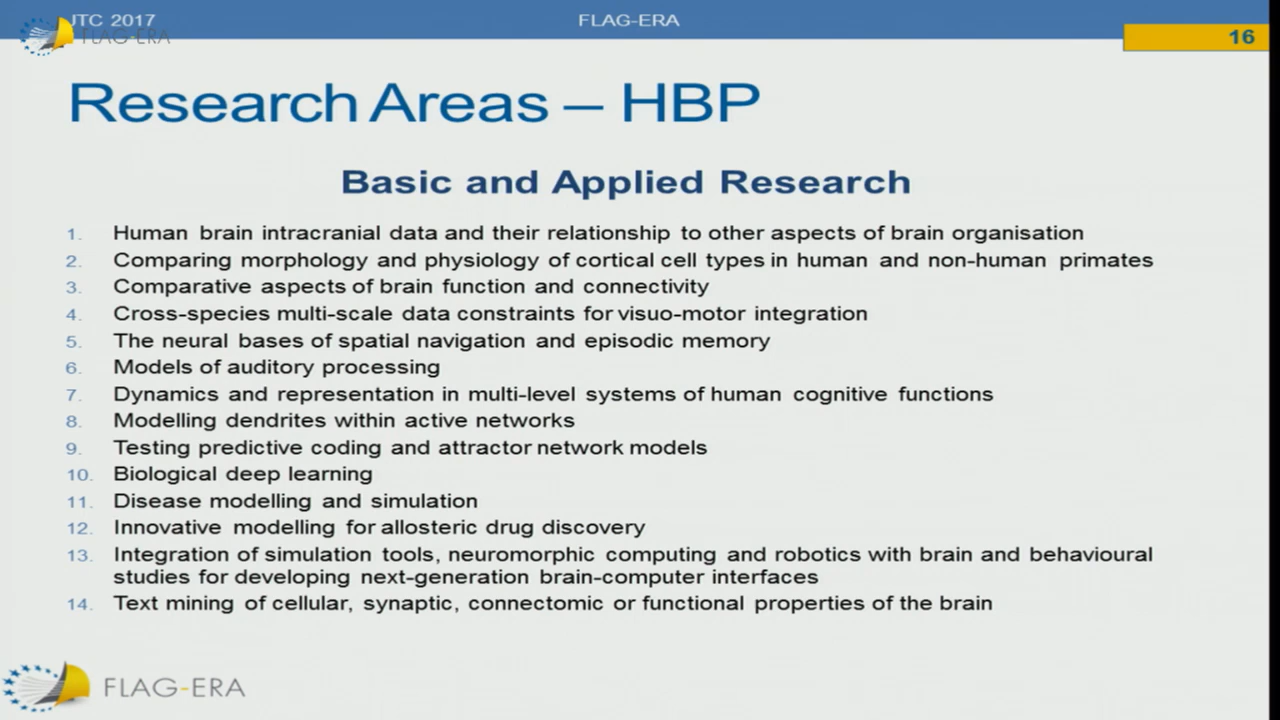 JTC 2017
FLAG-ERA
FLAG-ERA
16
Research Areas – HBP
Basic and Applied Research
1. Human brain intracranial data and their relationship to other aspects of brain organisation
2. Comparing morphology and physiology of cortical cell types in human and non-human primates
3. Comparative aspects of brain function and connectivity
4. Cross-species multi-scale data constraints for visuo-motor integration
5. The neural bases of spatial navigation and episodic memory
6. Models of auditory processing
7. Dynamics and representation in multi-level systems of human cognitive functions
8. Modelling dendrites within active networks
9. Testing predictive coding and attractor network models
10. Biological deep learning
11. Disease modelling and simulation
12. Innovative modelling for allosteric drug discovery
13. Integration of simulation tools, neuromorphic computing and robotics with brain and behavioural
studies for developing next-generation brain-computer interfaces
14. Text mining of cellular, synaptic, connectomic or functional properties of the brain
FLAG-ERA